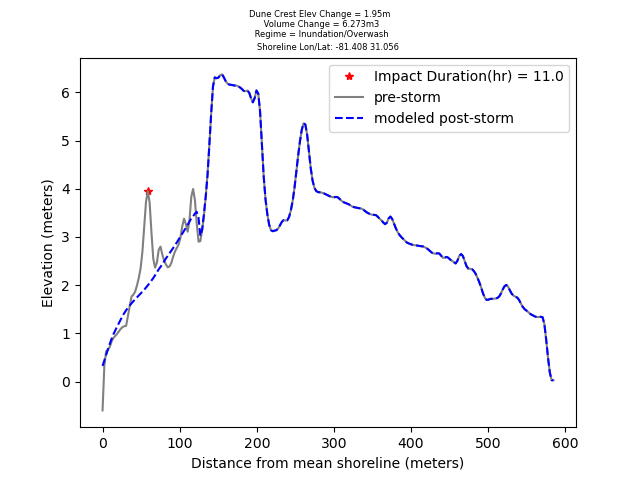 Dune Crest Elev Change = 1.95m
Volume Change = 6.273m3
Regime = Inundation/Overwash
Shoreline Lon/Lat: -81.408 31.056
Impact Duration(hr) = 11.0
pre-storm
modeled post-storm
Elevation (meters)
6
5
4
3
2
1
0
0 100 200 300 400 500 600
Distance from mean shoreline (meters)